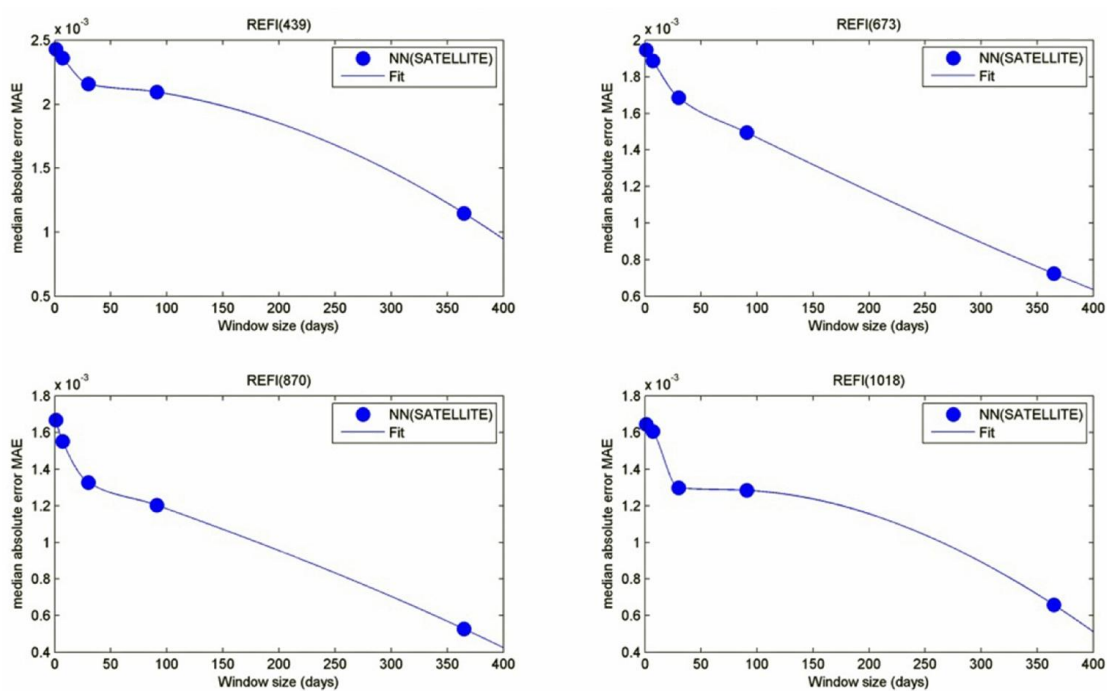 REFI(439)
x 10-3
2.5
2
1.5
1
0.5
median absolute error MAE
NN(SATELLITE)
Fit
0 50 100 150 200 250 300 350 400
Window size (days)
REFI(673)
x 10-3
2
1.8
1.6
1.4
1.2
1
0.8
0.6
median absolute error MAE
NN(SATELLITE)
Fit
0 50 100 150 200 250 300 350 400
Window size (days)
REFI(870)
x 10-3
1.8
1.6
1.4
1.2
1
0.8
0.6
0.4
median absolute error MAE
NN(SATELLITE)
Fit
0 50 100 150 200 250 300 350 400
Window size (days)
REFI(1018)
x 10-3
1.8
1.6
1.4
1.2
1
0.8
0.6
0.4
median absolute error MAE
NN(SATELLITE)
Fit
0 50 100 150 200 250 300 350 400
Window size (days)